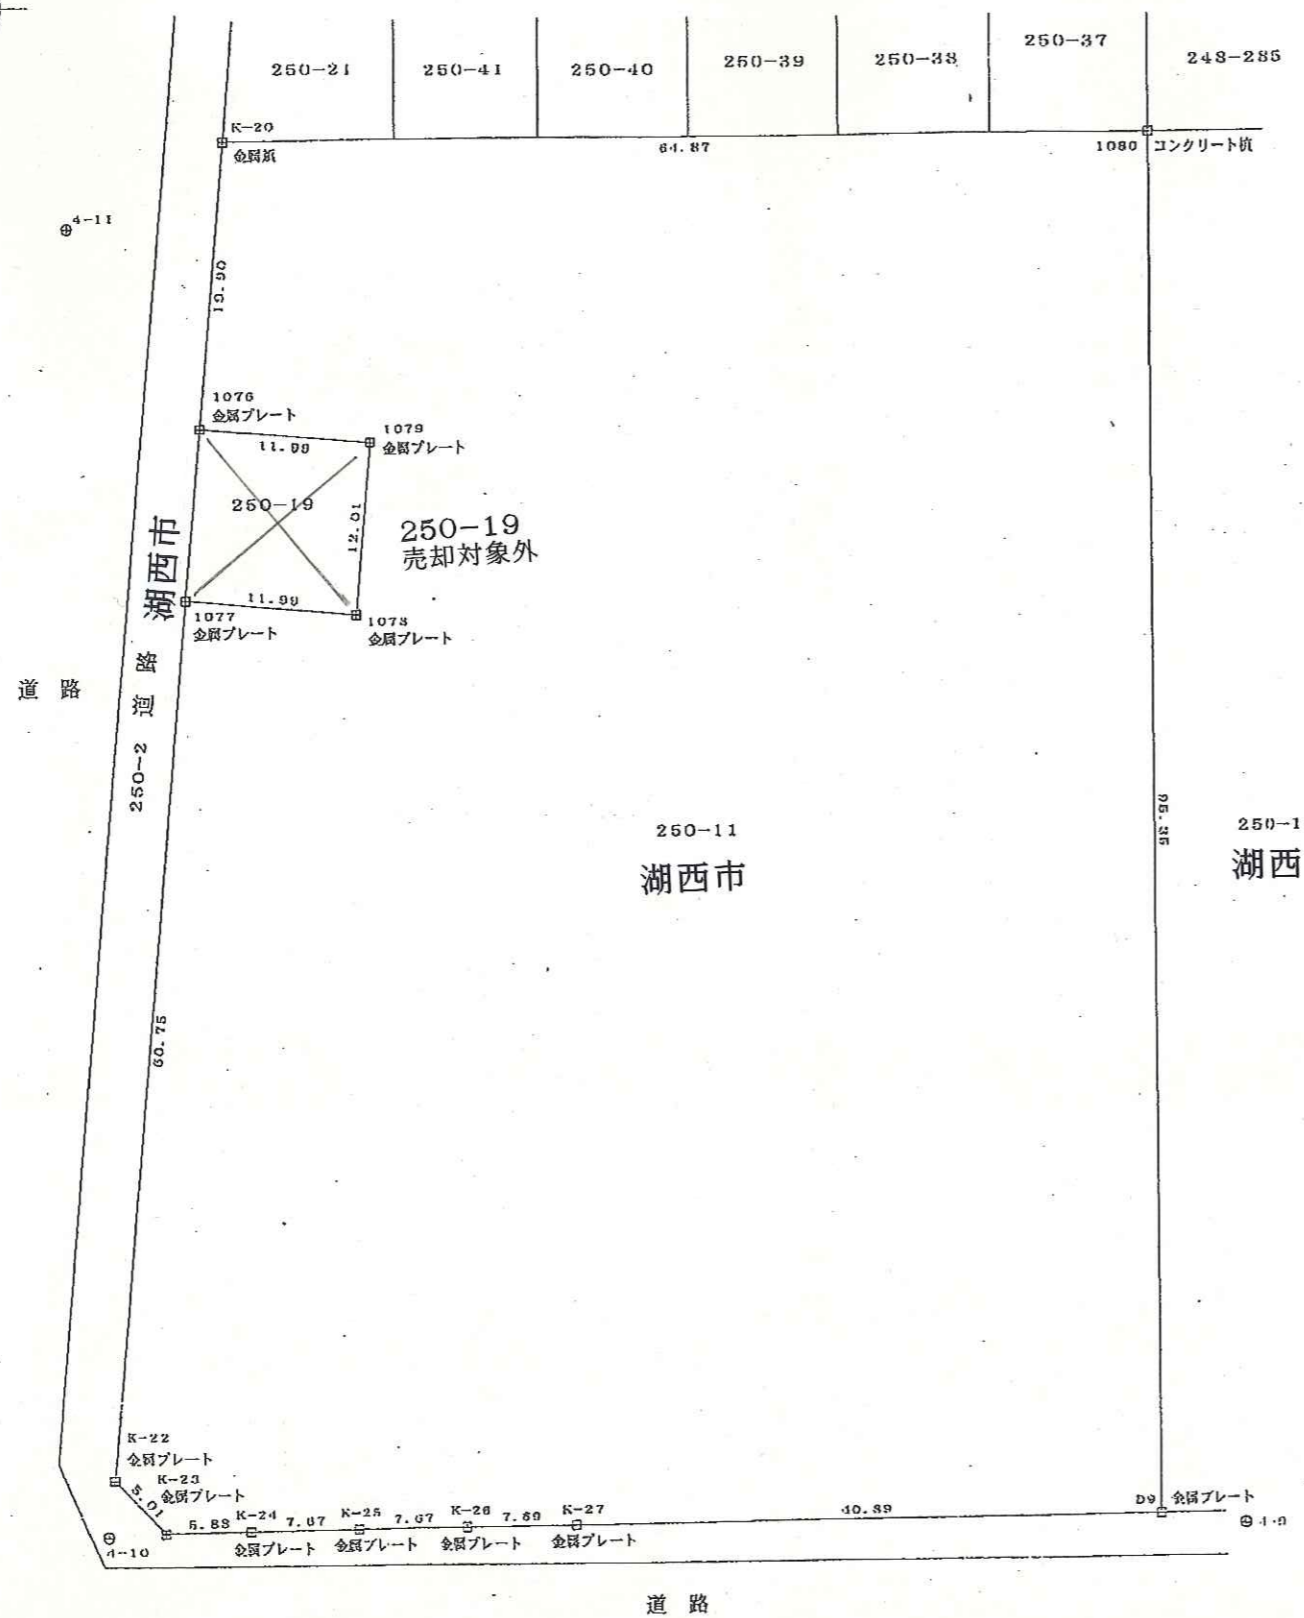 250-21
250-41
250-40
250-39
250-38
250-37
248-285
K-20
金属鋲
64.87
1080
コンクリート杭
4-11
19.90
1076
金属プレート
11.99
1079
金属プレート
250-19
12.01
250-19
売却対象外
湖西市
11.99
1077
金属プレート
1078
金属プレート
道路
250-2 道路
250-11
湖西市
95.35
250-1
湖西
60.75
K-22
金属プレート
K-23
金属プレート
5.01
5.88
K-24
金属プレート
7.67
K-25
金属プレート
7.67
K-26
金属プレート
7.69
K-27
金属プレート
40.89
D9
金属プレート
4-9
4-10
道路